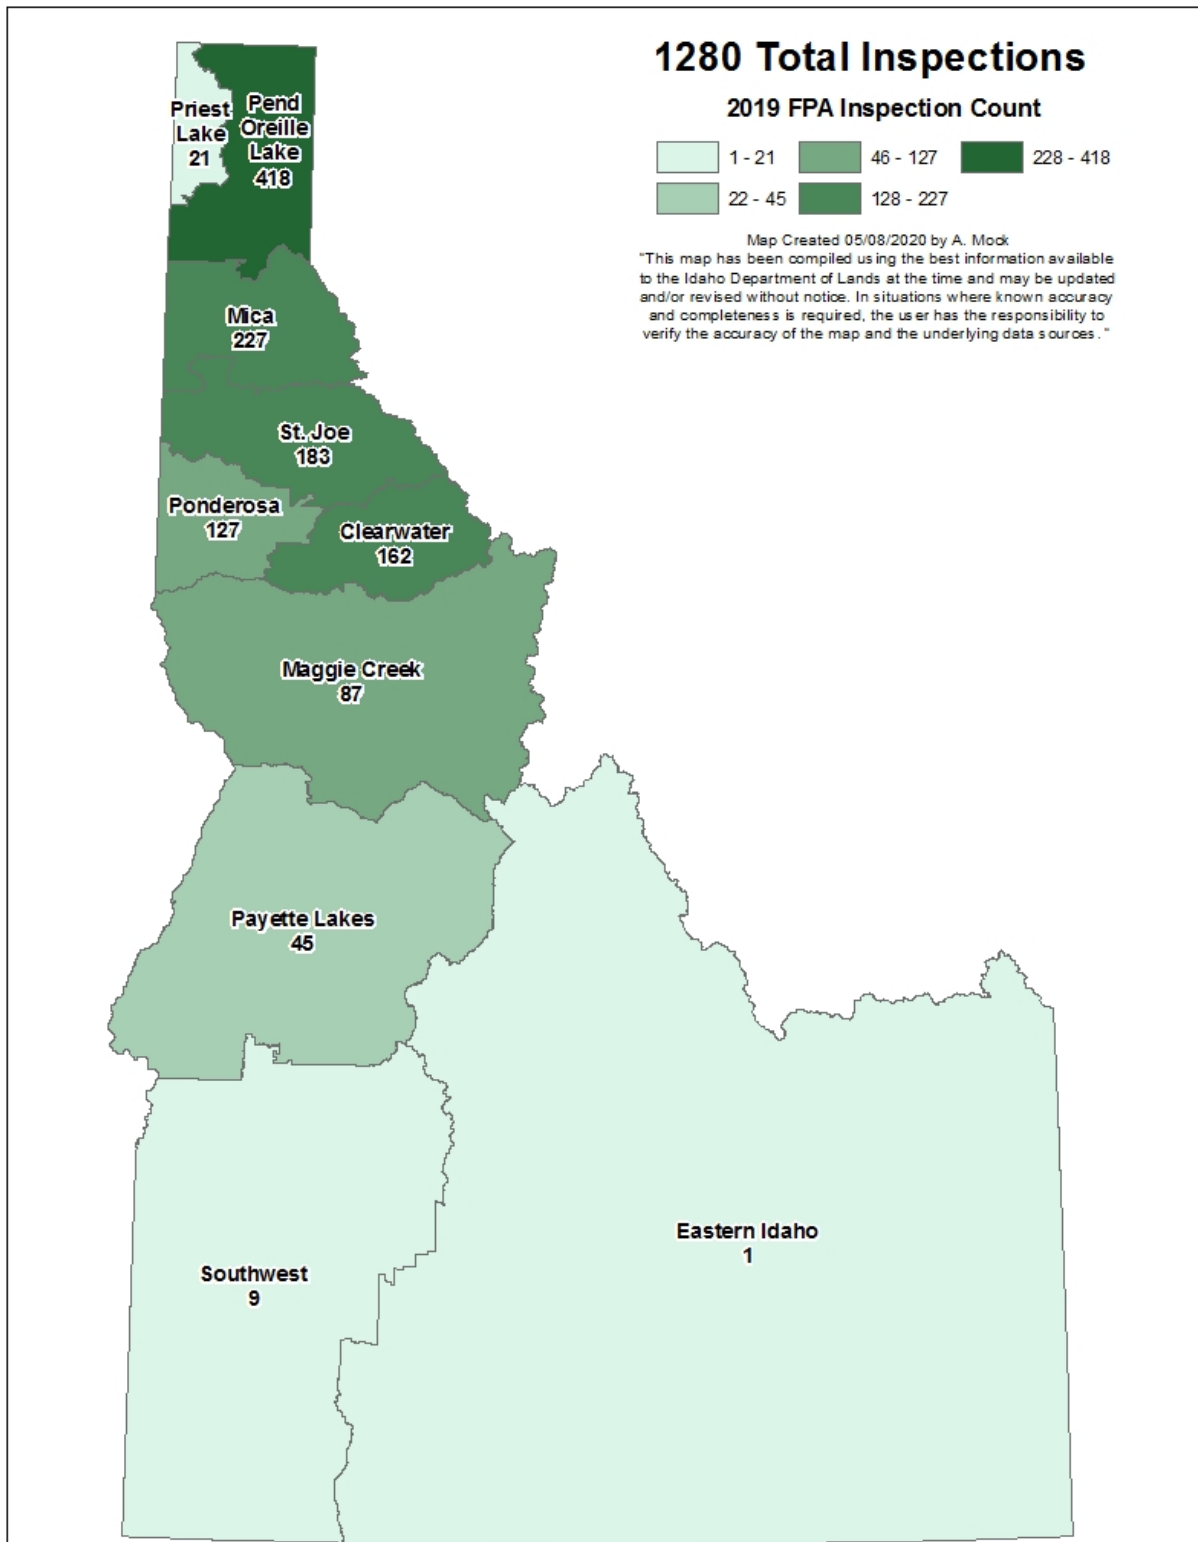 1280 Total Inspections
2019 FPA Inspection Count
1 - 21
46 - 127
228 - 418
22 - 45
128 - 227
Map Created 05/08/2020 by A. Mock
"This map has been compiled using the best information available
to the Idaho Department of Lands at the time and may be updated
and/or revised without notice. In situations where known accuracy
and completeness is required, the user has the responsibility to
verify the accuracy of the map and the underlying data sources."
Priest
Lake
21
Pend
Oreille
Lake
418
Mica
227
St. Joe
183
Ponderosa
127
Clearwater
162
Maggie Creek
87
Payette Lakes
45
Eastern Idaho
1
Southwest
9